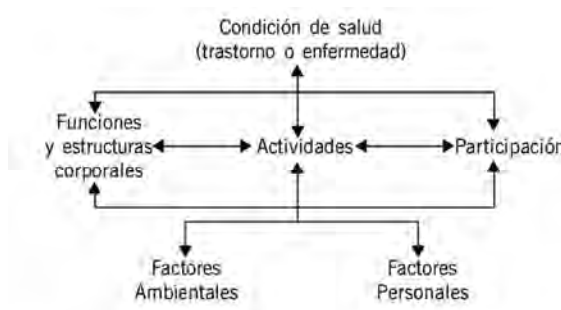 Condición de salud
(trastorno o enfermedad)
Funciones
y estructuras
corporales
Actividades
Participación
Factores
Ambientales
Factores
Personales